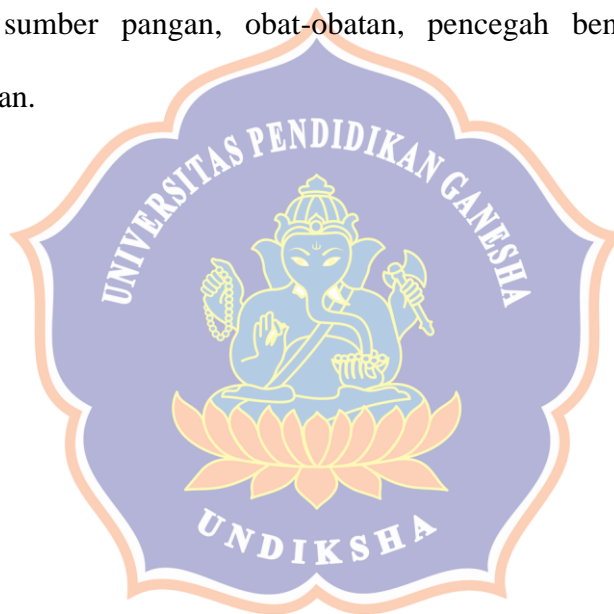 sumber pangan, obat-obatan, pencegah ben
an.
UNIVERSITAS PENDIDIKAN GANESHA
UNDIKSHA